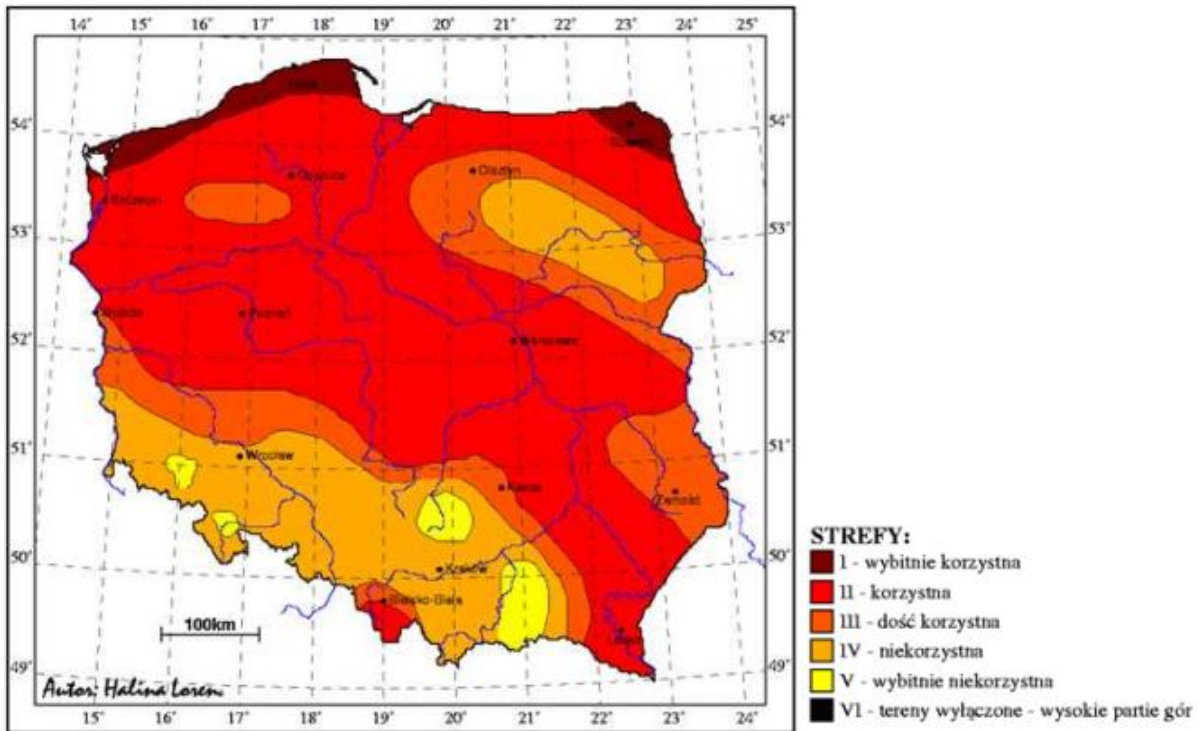 14° 15° 16° 17° 18° 19° 20° 21° 22° 23° 24° 25°
54° 54°
Olsztyn
Szczecin
53° 53°
Poznań
52° 52°
51° 51°
Wrocław
Zamość
50° 50°
Kraków
Bielsko-Biała
100km
49° 49°
Autor: Halina Loren.
15° 16° 17° 18° 19° 20° 21° 22° 23° 24°
STREFY:
I - wybitnie korzystna
II - korzystna
III - dość korzystna
IV - niekorzystna
V - wybitnie niekorzystna
VI - tereny wyłączone - wysokie partie gór